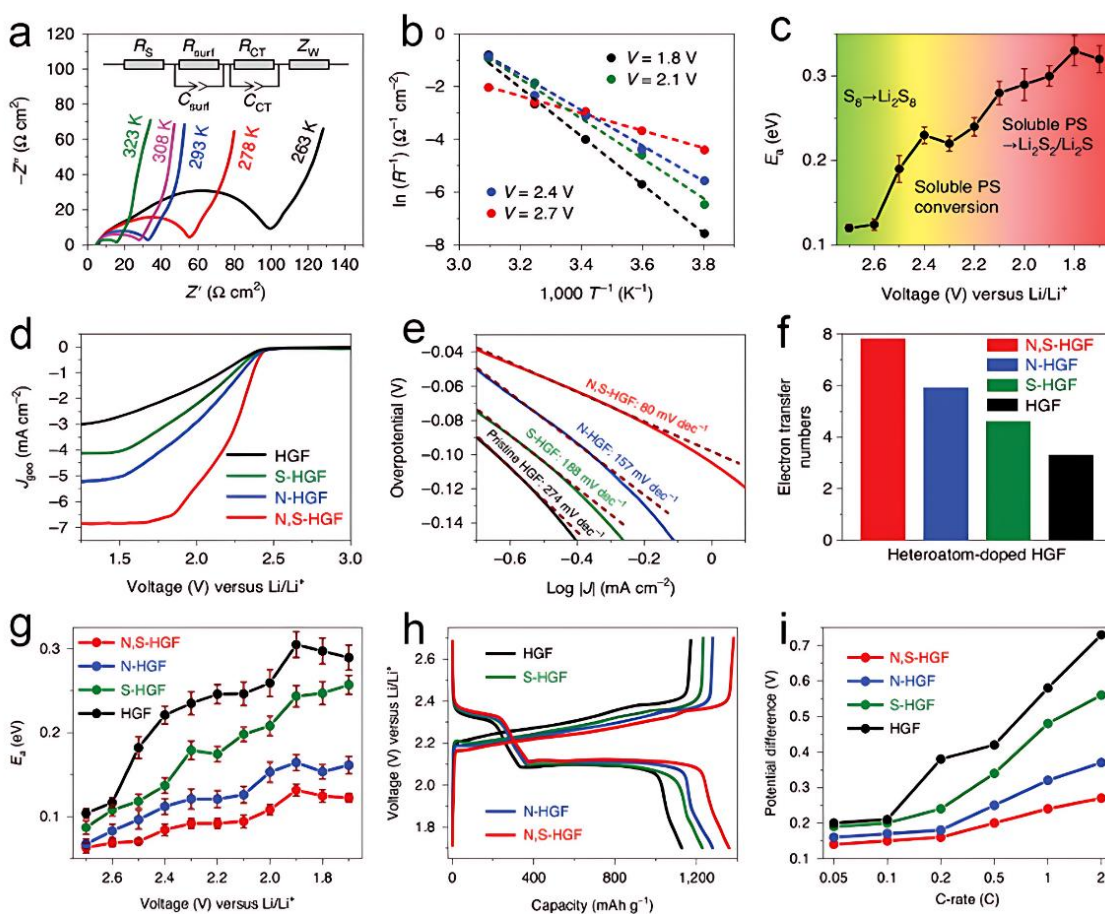 a
R_S R_surf R_CT Z_W
C_surf C_CT
120
100
80
60
40
20
0
323 K
308 K
293 K
278 K
263 K
0 20 40 60 80 100 120 140
−Z″ (Ω cm²)
Z′ (Ω cm²)
b
0
−2
−4
−6
−8
V = 1.8 V
V = 2.1 V
V = 2.4 V
V = 2.7 V
3.0 3.2 3.4 3.6 3.8 4.0
ln (R⁻¹) (Ω⁻¹ cm⁻²)
1,000 T⁻¹ (K⁻¹)
c
0.3
0.2
0.1
S₈→Li₂S₈
Soluble PS
conversion
Soluble PS
→Li₂S₂/Li₂S
2.6 2.4 2.2 2.0 1.8
Eₐ (eV)
Voltage (V) versus Li/Li⁺
d
0
−1
−2
−3
−4
−5
−6
−7
HGF
S-HGF
N-HGF
N,S-HGF
1.5 2.0 2.5 3.0
J_geo (mA cm⁻²)
Voltage (V) versus Li/Li⁺
e
−0.04
−0.06
−0.08
−0.10
−0.12
−0.14
N,S-HGF: 80 mV dec⁻¹
N-HGF: 157 mV dec⁻¹
S-HGF: 188 mV dec⁻¹
Pristine HGF: 274 mV dec⁻¹
−0.6 −0.4 −0.2 0
Overpotential (V)
Log |J| (mA cm⁻²)
f
8
6
4
2
0
N,S-HGF
N-HGF
S-HGF
HGF
Electron transfer
numbers
Heteroatom-doped HGF
g
0.3
0.2
0.1
N,S-HGF
N-HGF
S-HGF
HGF
2.6 2.4 2.2 2.0 1.8
Eₐ (eV)
Voltage (V) versus Li/Li⁺
h
2.6
2.4
2.2
2.0
1.8
HGF
S-HGF
N-HGF
N,S-HGF
0 400 800 1,200
Voltage (V) versus Li/Li⁺
Capacity (mAh g⁻¹)
i
0.7
0.6
0.5
0.4
0.3
0.2
0.1
N,S-HGF
N-HGF
S-HGF
HGF
0.05 0.1 0.2 0.5 1 2
Potential difference (V)
C-rate (C)